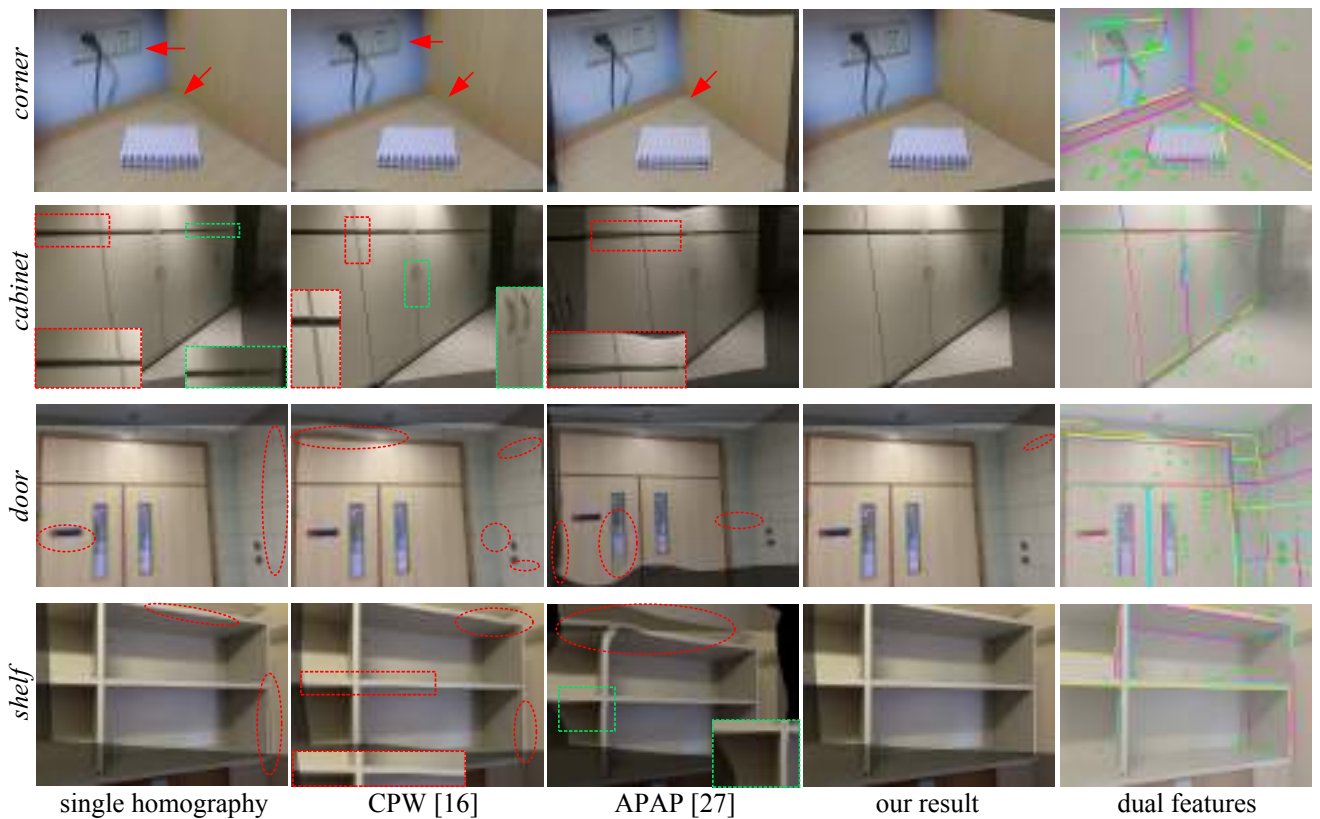 corner
cabinet
door
shelf
single homography CPW [16] APAP [27] our result dual features